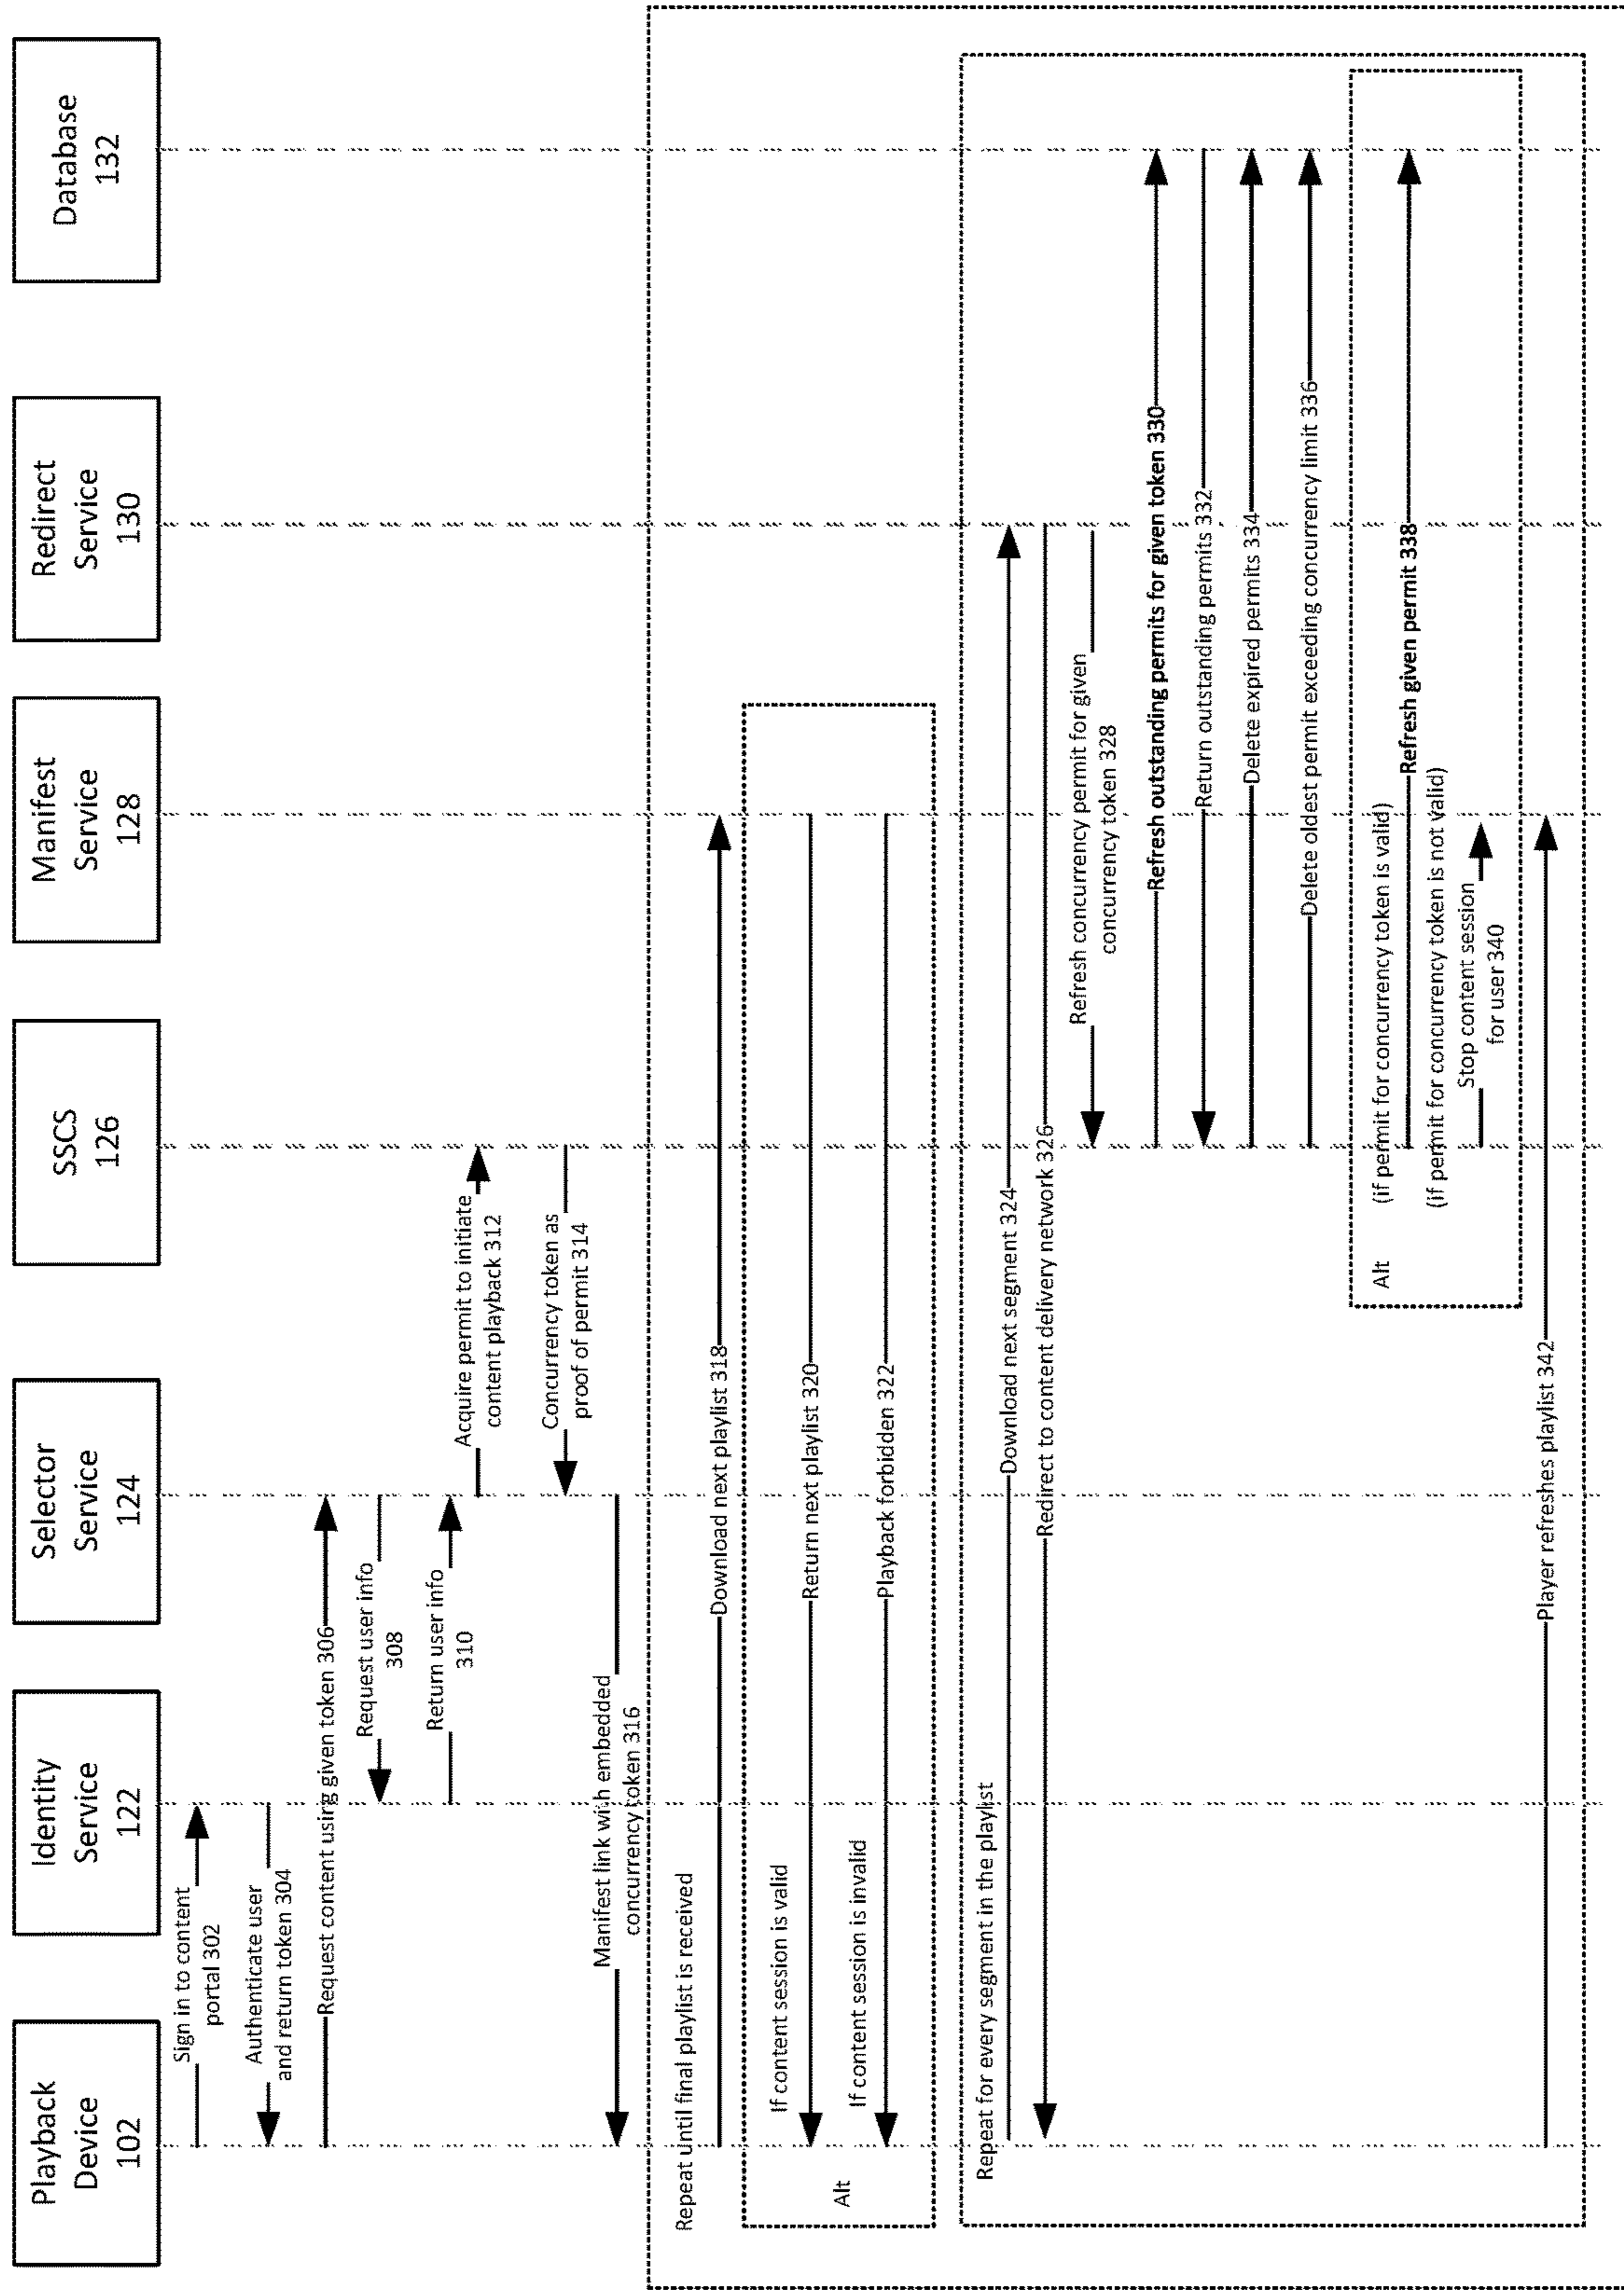 Playback
Device
102
Identity
Service
122
Selector
Service
124
SSCS
126
Manifest
Service
128
Redirect
Service
130
Database
132
Sign in to content
portal 302
Authenticate user
and return token 304
Request content using given token 306
Request user info
308
Return user info
310
Acquire permit to initiate
content playback 312
Concurrency token as
proof of permit 314
Manifest link with embedded
concurrency token 316
Repeat until final playlist is received
Download next playlist 318
Alt
If content session is valid
Return next playlist 320
If content session is invalid
Playback forbidden 322
Repeat for every segment in the playlist
Download next segment 324
Redirect to content delivery network 326
Refresh concurrency permit for given
concurrency token 328
Refresh outstanding permits for given token 330
Return outstanding permits 332
Delete expired permits 334
Delete oldest permit exceeding concurrency limit 336
Alt
(if permit for concurrency token is valid)
Refresh given permit 338
(if permit for concurrency token is not valid)
Stop content session
for user 340
Player refreshes playlist 342